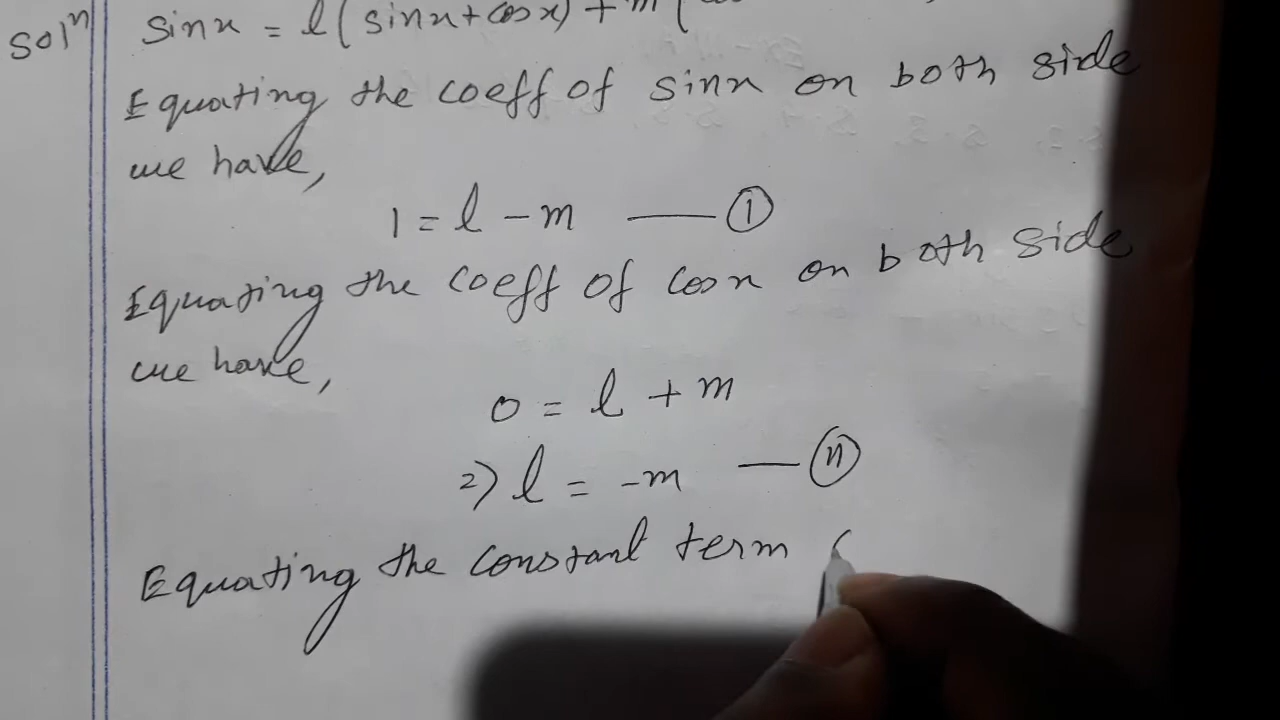 Solⁿ sinx = l(sinx+cosx) + m(
Equating the coeff of sinx on both side
we have,
1 = l - m — (1)
Equating the coeff of cosx on both side
we have,
0 = l + m
=) l = -m — (11)
Equating the constant term